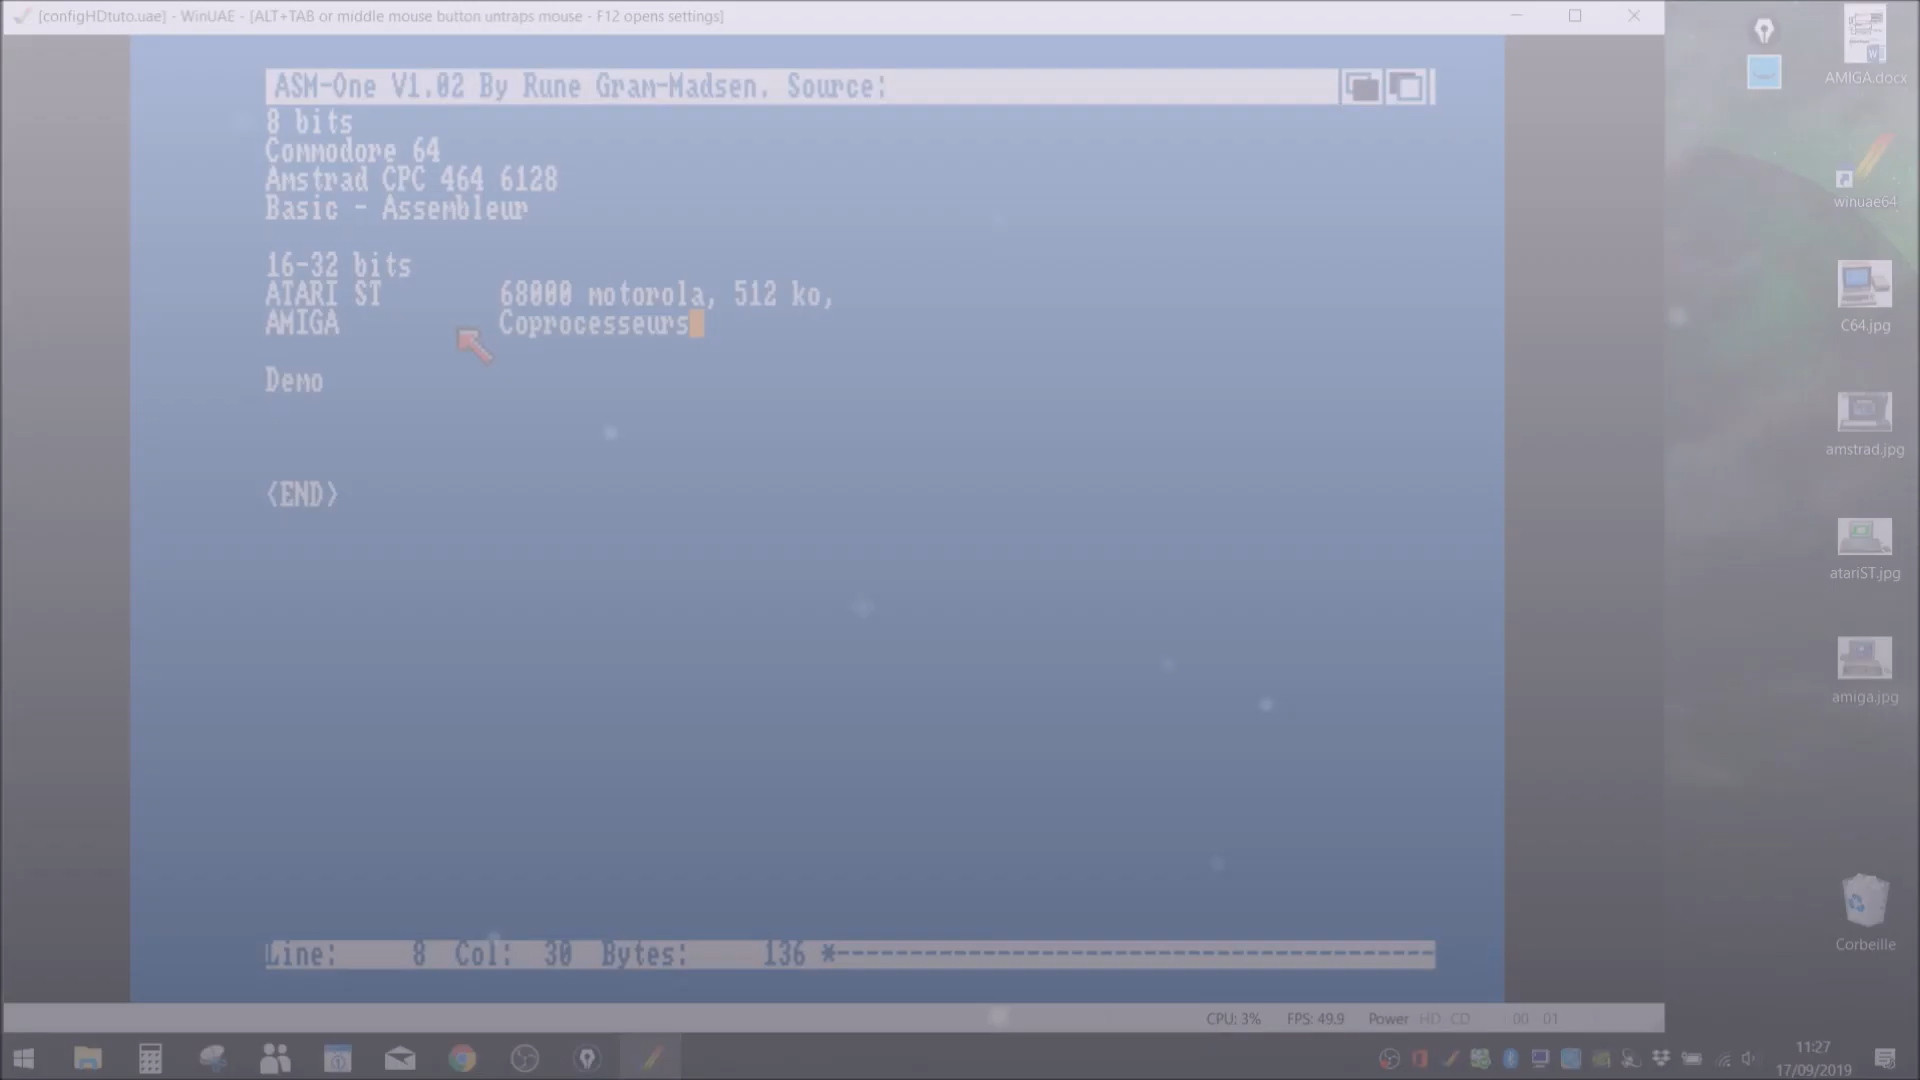 [configHDtuto.uae] - WinUAE - [ALT+TAB or middle mouse button untraps mouse - F12 opens settings]
ASM-One V1.02 By Rune Gram-Madsen. Source:
8 bits
Commodore 64
Amstrad CPC 464 6128
Basic - Assembleur
16-32 bits
ATARI ST 68000 motorola, 512 ko,
AMIGA Coprocesseurs
Demo
<END>
Line: 8 Col: 30 Bytes: 136 *-----------------------------------------
CPU: 3% FPS: 49.9 Power HD CD 00 01
AMIGA.docx
winuae64
C64.jpg
amstrad.jpg
atariST.jpg
amiga.jpg
Corbeille
11:27
17/09/2019